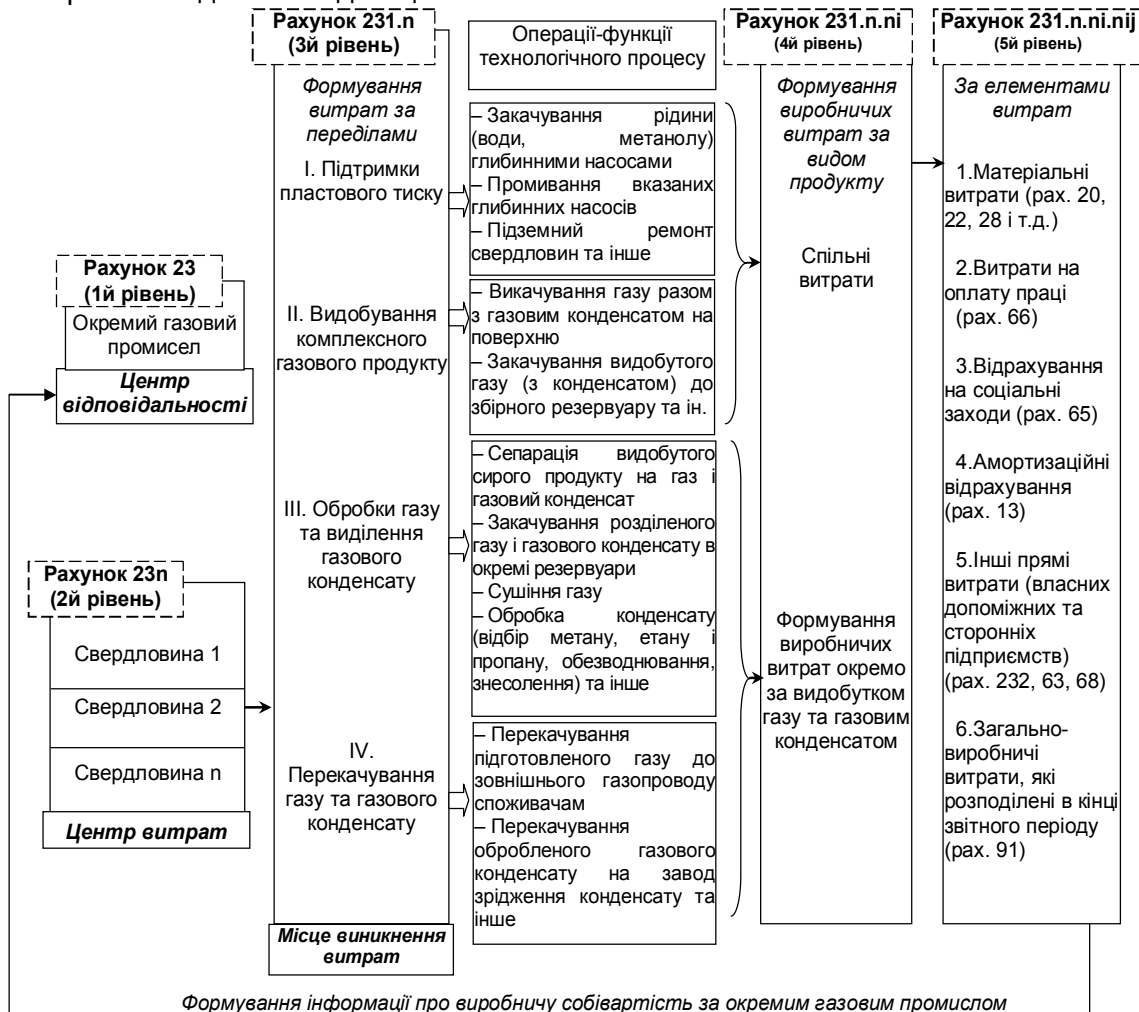 Рахунок 23
(1й рівень)
Окремий газовий
промисел
Центр
відповідальності
Рахунок 23n
(2й рівень)
Свердловина 1
Свердловина 2
Свердловина n
Центр витрат
Рахунок 231.n
(3й рівень)
Формування
витрат за
переділами
I. Підтримки
пластового тиску
II. Видобування
комплексного
газового продукту
III. Обробки газу
та виділення
газового
конденсату
IV.
Перекачування
газу та газового
конденсату
Місце виникнення
витрат
Операції-функції
технологічного процесу
– Закачування рідини
(води, метанолу)
глибинними насосами
– Промивання вказаних
глибинних насосів
– Підземний ремонт
свердловин та інше
– Викачування газу разом
з газовим конденсатом на
поверхню
– Закачування видобутого
газу (з конденсатом) до
збірного резервуару та ін.
– Сепарація видобутого
сирого продукту на газ і
газовий конденсат
– Закачування розділеного
газу і газового конденсату в
окремі резервуари
– Сушіння газу
– Обробка конденсату
(відбір метану, етану і
пропану, обезводнювання,
знесолення) та інше
– Перекачування
підготовленого газу до
зовнішнього газопроводу
споживачам
– Перекачування
обробленого газового
конденсату на завод
зрідження конденсату та
інше
Рахунок 231.n.ni
(4й рівень)
Формування
виробничих
витрат за
видом
продукту
Спільні
витрати
Формування
виробничих
витрат окремо
за видобутком
газу та газовим
конденсатом
Рахунок 231.n.ni.nij
(5й рівень)
За елементами
витрат
1.Матеріальні
витрати (рах. 20,
22, 28 і т.д.)
2.Витрати на
оплату праці
(рах. 66)
3.Відрахування
на соціальні
заходи (рах. 65)
4.Амортизаційні
відрахування
(рах. 13)
5.Інші прямі
витрати (власних
допоміжних та
сторонніх
підприємств)
(рах. 232, 63, 68)
6.Загально-
виробничі
витрати, які
розподілені в кінці
звітного періоду
(рах. 91)
Формування інформації про виробничу собівартість за окремим газовим промислом